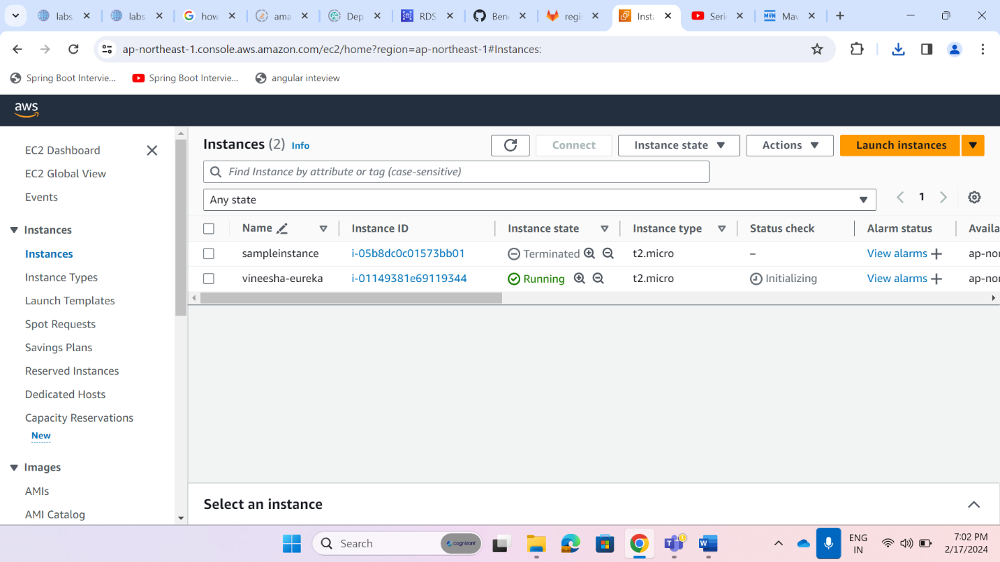 labs
labs
how
ama
Dep
RDS
Ben
regis
Insta
Seri
Mav
ap-northeast-1.console.aws.amazon.com/ec2/home?region=ap-northeast-1#Instances:
Spring Boot Intervie...
Spring Boot Intervie...
angular inteview
aws
EC2 Dashboard
EC2 Global View
Events
Instances
Instances
Instance Types
Launch Templates
Spot Requests
Savings Plans
Reserved Instances
Dedicated Hosts
Capacity Reservations
New
Images
AMIs
AMI Catalog
Instances (2) Info
Connect
Instance state
Actions
Launch instances
Find Instance by attribute or tag (case-sensitive)
Any state
1
Name Instance ID Instance state Instance type Status check Alarm status Availa
sampleinstance i-05b8dc0c01573bb01 Terminated t2.micro – View alarms + ap-nor
vineesha-eureka i-01149381e69119344 Running t2.micro Initializing View alarms + ap-nor
Select an instance
Search
cognizant
ENG
IN
7:02 PM
2/17/2024